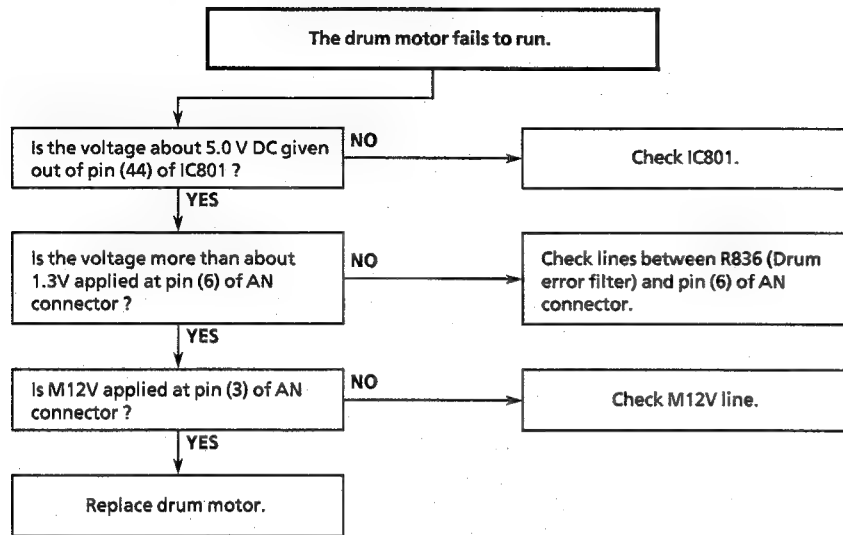 The drum motor fails to run.
Is the voltage about 5.0 V DC given
out of pin (44) of IC801 ?
NO
Check IC801.
YES
Is the voltage more than about
1.3V applied at pin (6) of AN
connector ?
NO
Check lines between R836 (Drum
error filter) and pin (6) of AN
connector.
YES
Is M12V applied at pin (3) of AN
connector ?
NO
Check M12V line.
YES
Replace drum motor.